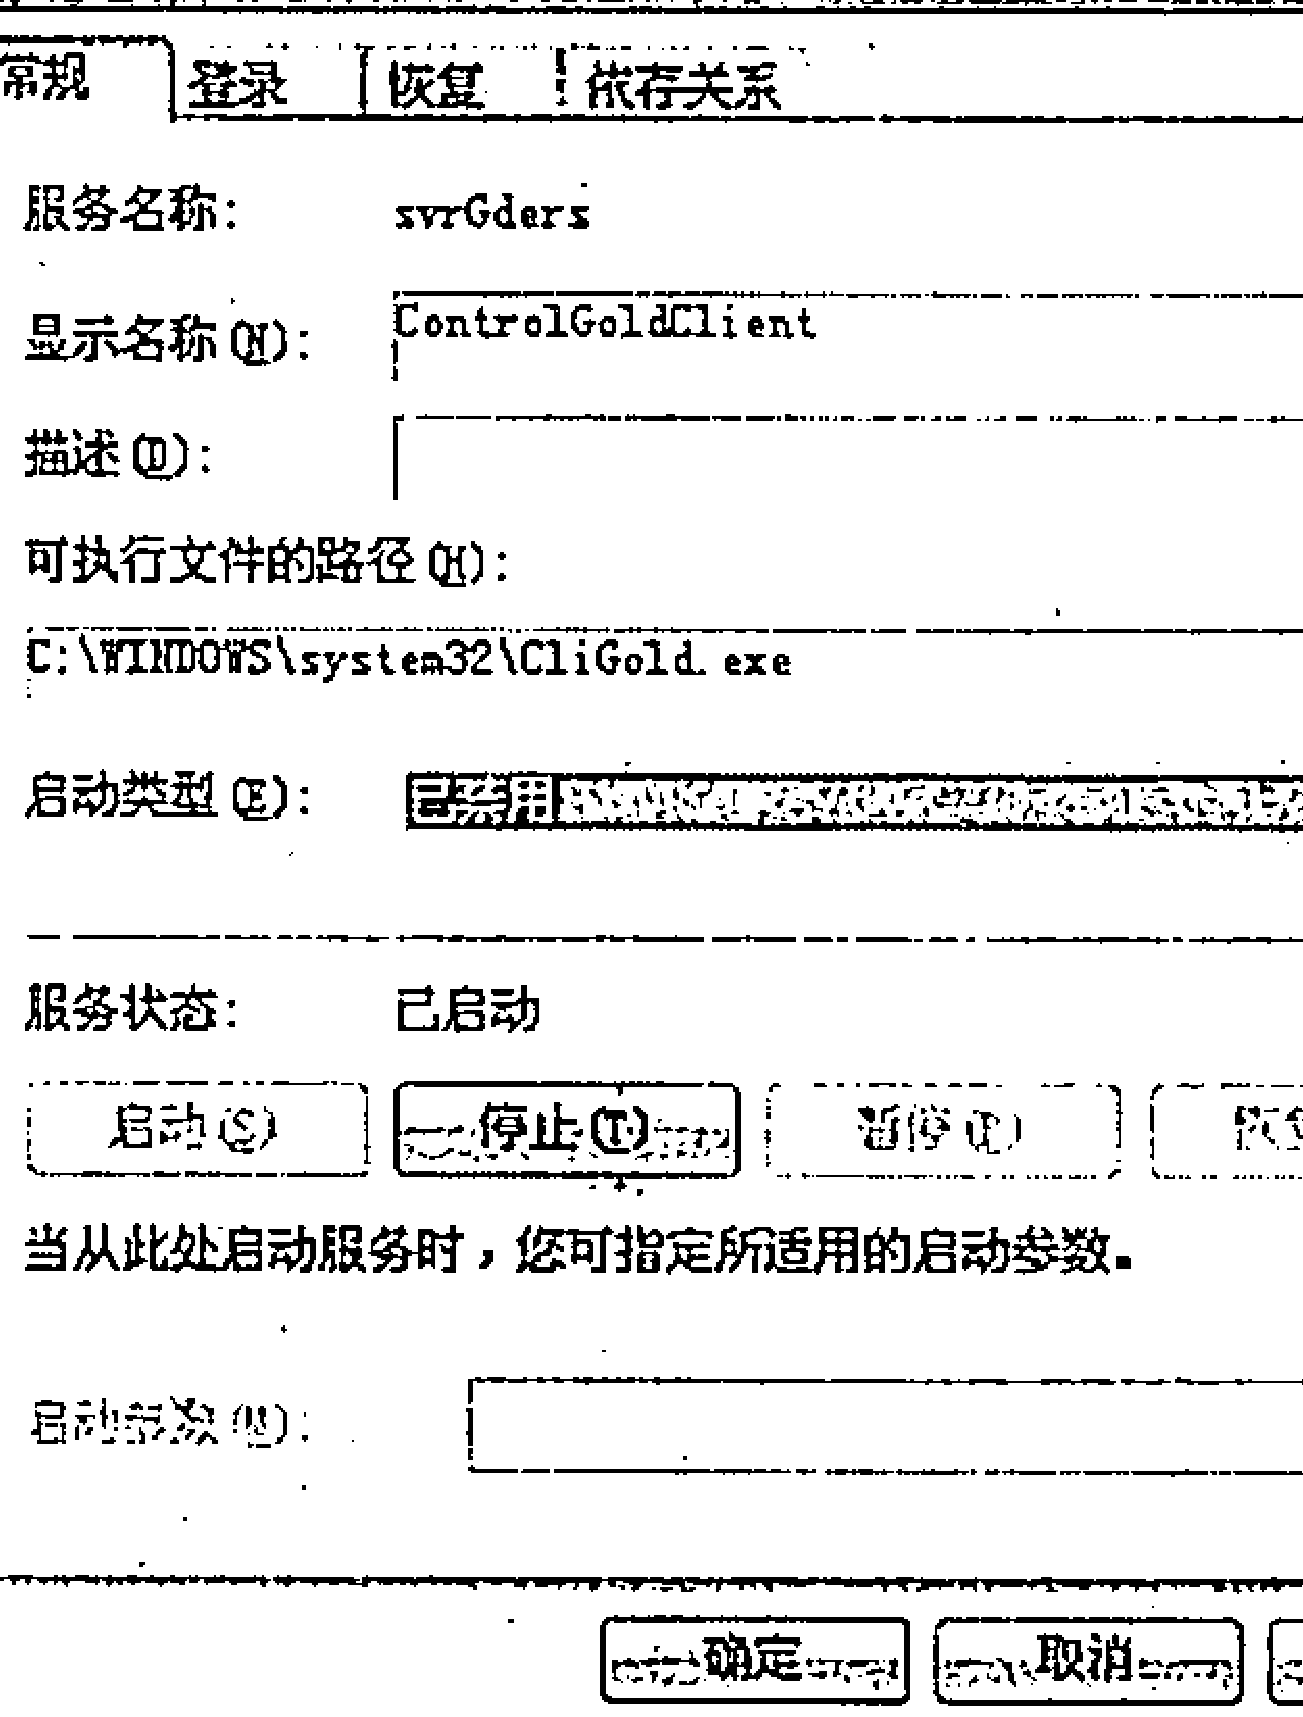 常规 登录 恢复 依存关系
服务名称: svrGders
显示名称(N): ControlGoldClient
描述(D):
可执行文件的路径(H):
C:\WINDOWS\system32\CliGold.exe
启动类型(E): 已禁用
服务状态: 已启动
启动(S) 停止(T) 暂停(P)
当从此处启动服务时，您可指定所适用的启动参数。
启动参数(M):
确定 取消